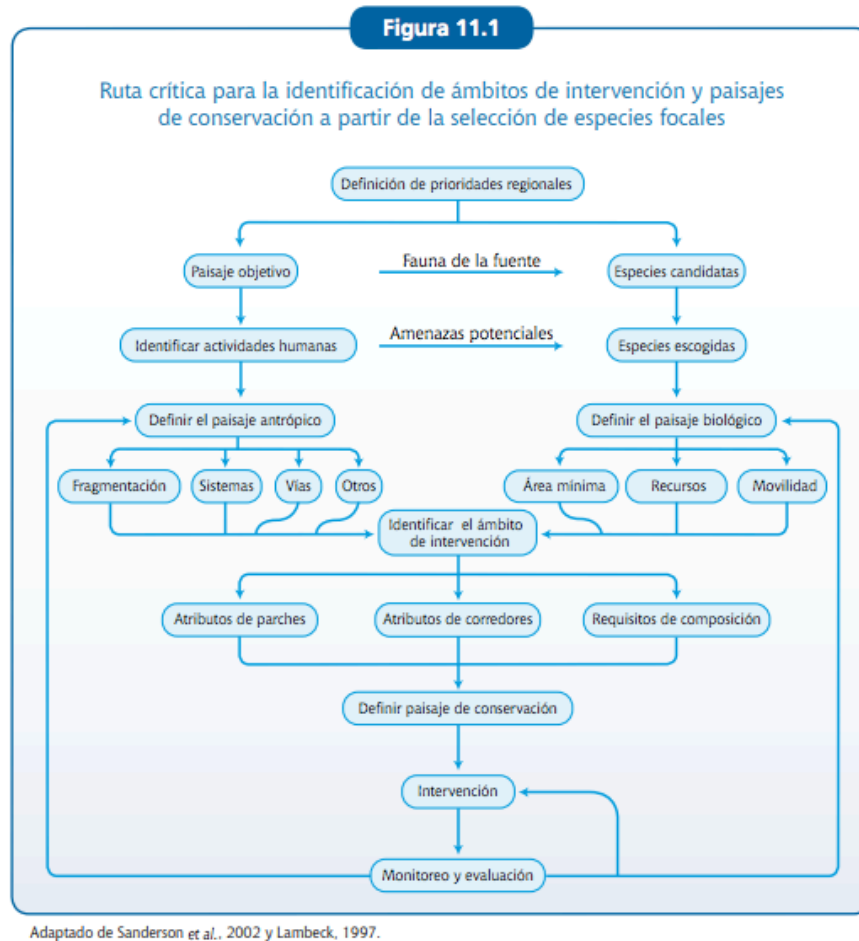 Figura 11.1
Ruta crítica para la identificación de ámbitos de intervención y paisajes
de conservación a partir de la selección de especies focales
Definición de prioridades regionales
Paisaje objetivo
Fauna de la fuente
Especies candidatas
Identificar actividades humanas
Amenazas potenciales
Especies escogidas
Definir el paisaje antrópico
Definir el paisaje biológico
Fragmentación
Sistemas
Vías
Otros
Área mínima
Recursos
Movilidad
Identificar el ámbito
de intervención
Atributos de parches
Atributos de corredores
Requisitos de composición
Definir paisaje de conservación
Intervención
Monitoreo y evaluación
Adaptado de Sanderson et al., 2002 y Lambeck, 1997.